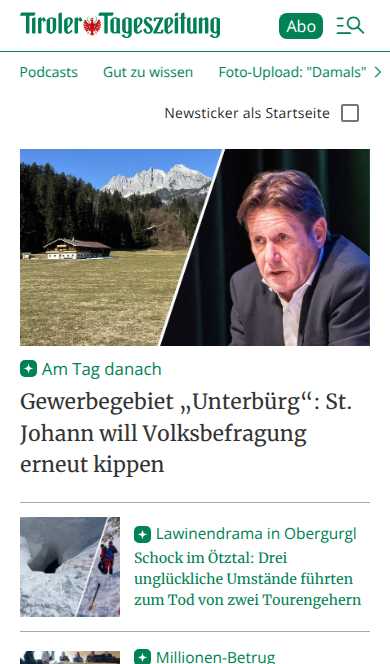 Tiroler Tageszeitung
Abo
Podcasts Gut zu wissen Foto-Upload: "Damals"
Newsticker als Startseite
Am Tag danach
Gewerbegebiet „Unterbürg“: St.
Johann will Volksbefragung
erneut kippen
Lawinendrama in Obergurgl
Schock im Ötztal: Drei
unglückliche Umstände führten
zum Tod von zwei Tourengehern
Millionen-Betrug